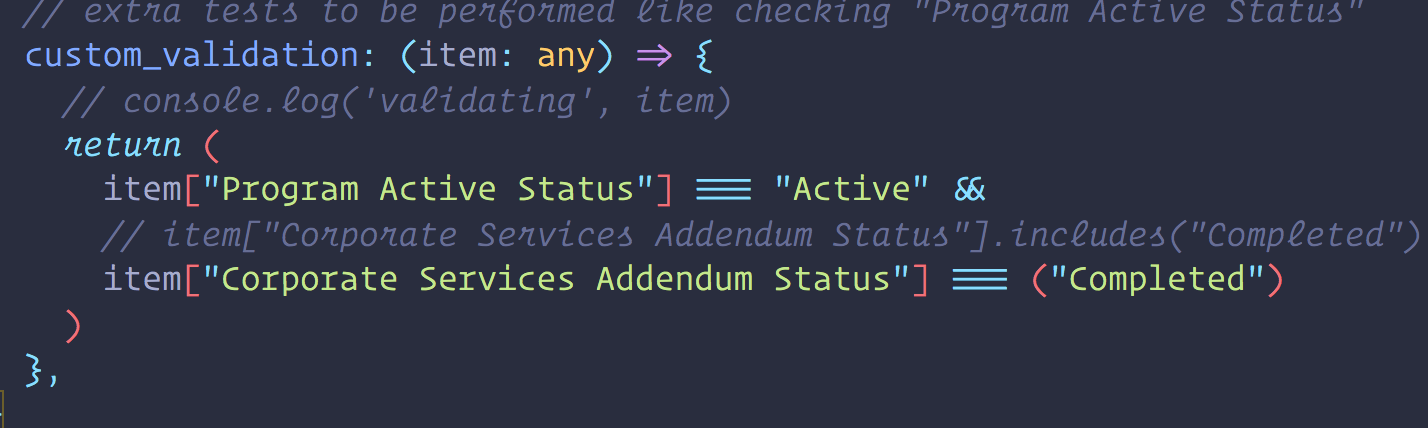 // extra tests to be performed like checking "Program Active Status"
custom_validation: (item: any) => {
// console.log('validating', item)
return (
item["Program Active Status"] === "Active" &&
// item["Corporate Services Addendum Status"].includes("Completed")
item["Corporate Services Addendum Status"] === ("Completed")
)
},